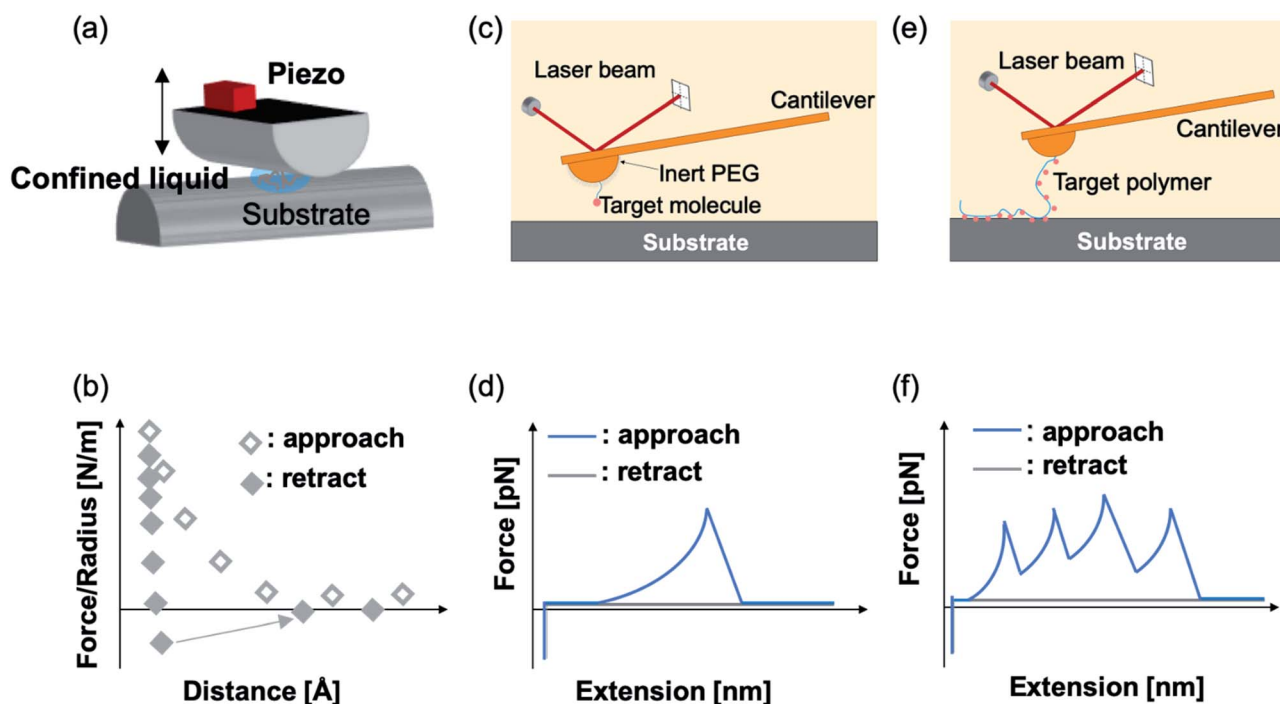 (a)
Piezo
Confined liquid
Substrate
(c)
Laser beam
Cantilever
Inert PEG
Target molecule
Substrate
(e)
Laser beam
Cantilever
Target polymer
Substrate
(b)
Force/Radius [N/m]
: approach
: retract
Distance [Å]
(d)
Force [pN]
: approach
: retract
Extension [nm]
(f)
Force [pN]
: approach
: retract
Extension [nm]